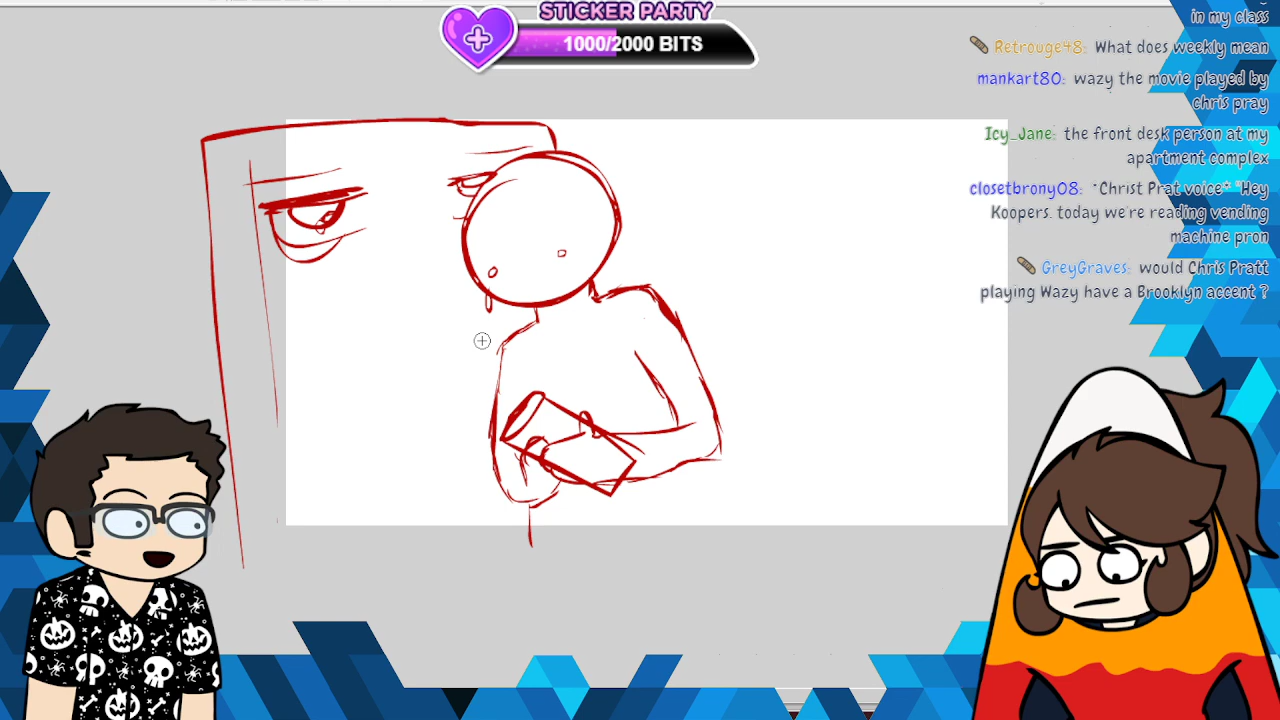 STICKER PARTY
1000/2000 BITS
in my class
Retrouge48: What does weekly mean
mankart80: wazy the movie played by
chris pray
Icy_Jane: the front desk person at my
apartment complex
closetbrony08: *Christ Prat voice* "Hey
Koopers. today we're reading vending
machine pron
GreyGraves: would Chris Pratt
playing Wazy have a Brooklyn accent ?